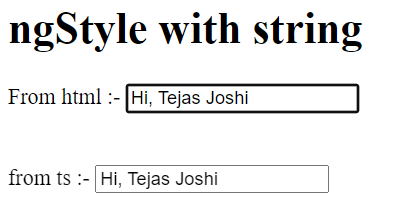 ngStyle with string
From html :- Hi, Tejas Joshi
from ts :- Hi, Tejas Joshi